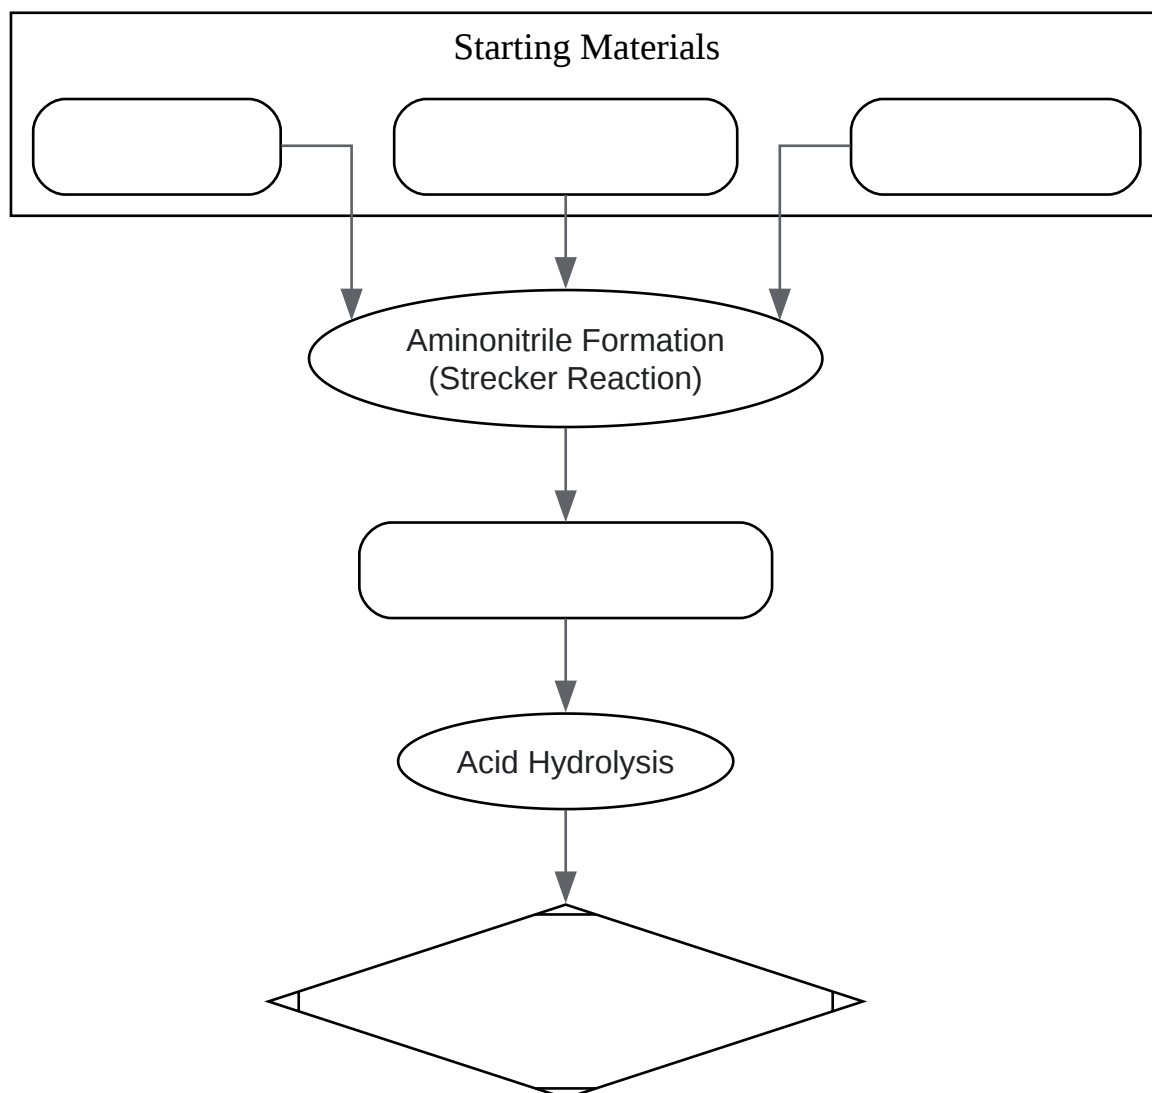 Starting Materials
Aminonitrile Formation
(Strecker Reaction)
Acid Hydrolysis